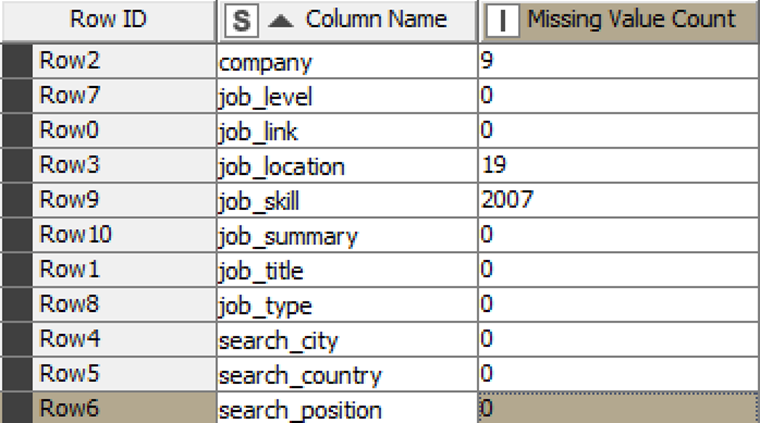 Row ID S Column Name I Missing Value Count
Row2 company 9
Row7 job_level 0
Row0 job_link 0
Row3 job_location 19
Row9 job_skill 2007
Row10 job_summary 0
Row1 job_title 0
Row8 job_type 0
Row4 search_city 0
Row5 search_country 0
Row6 search_position 0